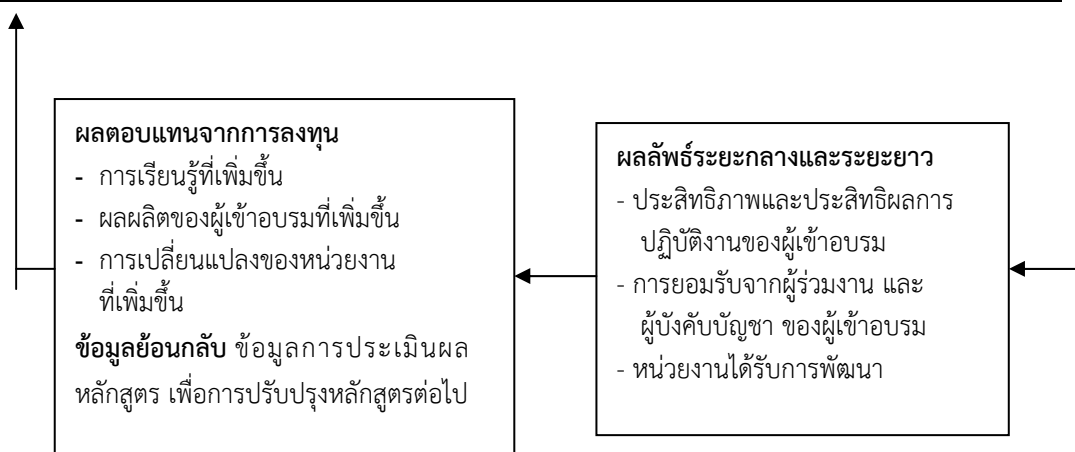 ผลตอบแทนจากการลงทุน
- การเรียนรู้ที่เพิ่มขึ้น
- ผลผลิตของผู้เข้าอบรมที่เพิ่มขึ้น
- การเปลี่ยนแปลงของหน่วยงาน
ที่เพิ่มขึ้น
ข้อมูลย้อนกลับ ข้อมูลการประเมินผล
หลักสูตร เพื่อการปรับปรุงหลักสูตรต่อไป
ผลลัพธ์ระยะกลางและระยะยาว
- ประสิทธิภาพและประสิทธิผลการ
ปฏิบัติงานของผู้เข้าอบรม
- การยอมรับจากผู้ร่วมงาน และ
ผู้บังคับบัญชา ของผู้เข้าอบรม
- หน่วยงานได้รับการพัฒนา